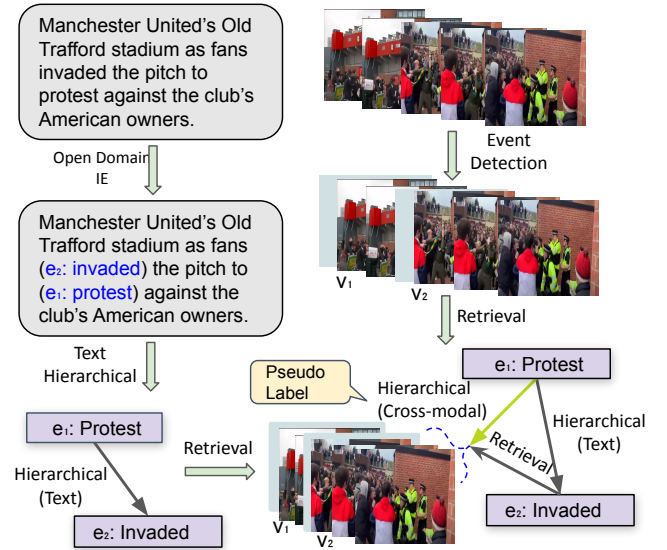 Manchester United's Old
Trafford stadium as fans
invaded the pitch to
protest against the club's
American owners.
Open Domain
IE
Manchester United's Old
Trafford stadium as fans
(e₂: invaded) the pitch to
(e₁: protest) against the
club's American owners.
Text
Hierarchical
e₁: Protest
Hierarchical
(Text)
e₂: Invaded
Retrieval
Event
Detection
V₁
V₂
Retrieval
Pseudo
Label
Hierarchical
(Cross-modal)
e₁: Protest
Hierarchical
(Text)
Retrieval
e₂: Invaded
V₁
V₂